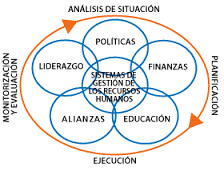 ANÁLISIS DE SITUACIÓN
POLÍTICAS
LIDERAZGO
FINANZAS
SISTEMAS DE
GESTIÓN DE
LOS RECURSOS
HUMANOS
ALIANZAS
EDUCACIÓN
MONITORIZACIÓN
Y EVALUACIÓN
PLANIFICACIÓN
EJECUCIÓN